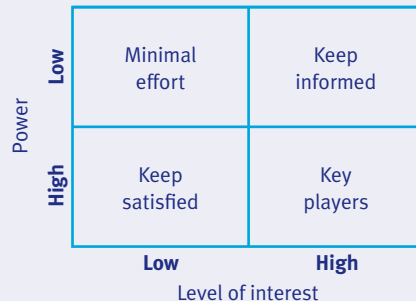 Power
Low
Minimal
effort
Keep
informed
High
Keep
satisfied
Key
players
Low
High
Level of interest